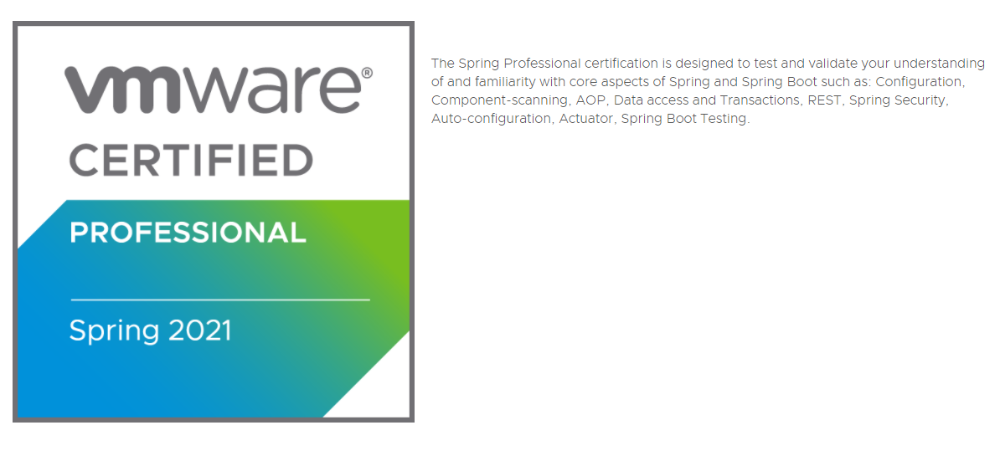 vmware®
CERTIFIED
PROFESSIONAL
Spring 2021
The Spring Professional certification is designed to test and validate your understanding
of and familiarity with core aspects of Spring and Spring Boot such as: Configuration,
Component-scanning, AOP, Data access and Transactions, REST, Spring Security,
Auto-configuration, Actuator, Spring Boot Testing.